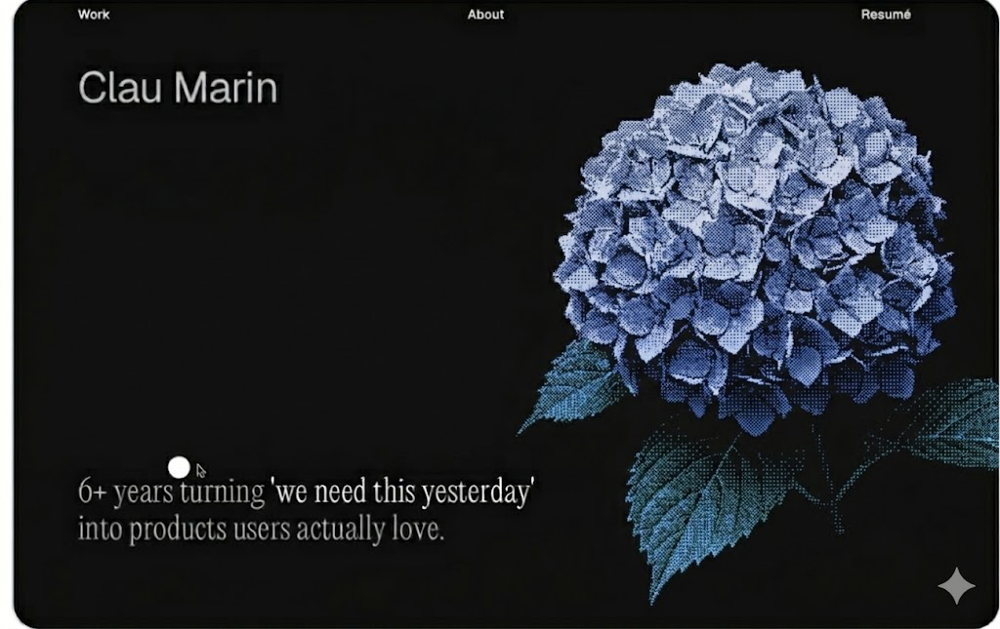 Work
About
Resumé
Clau Marin
6+ years turning 'we need this yesterday'
into products users actually love.